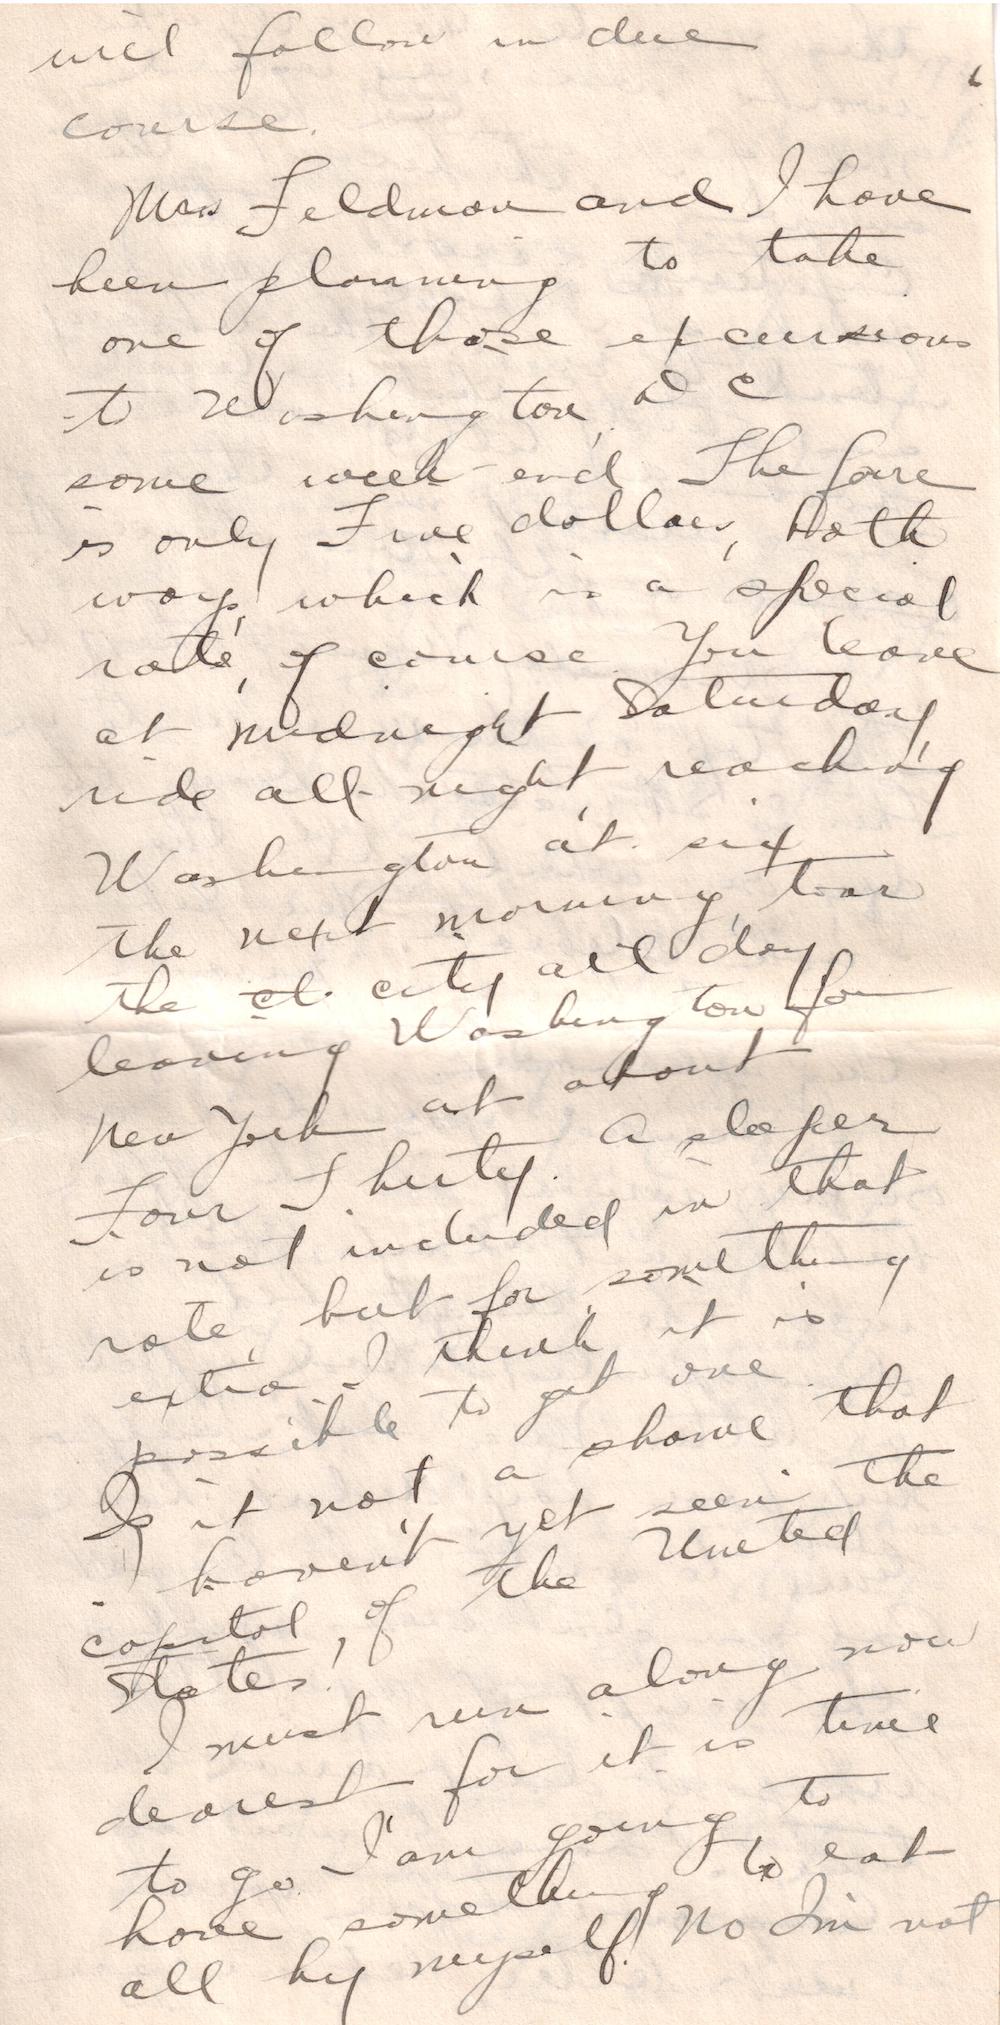 will follow in due
course.
Mrs Feldman and I have
been planning to take
one of those excursions
to Washington, D C
some week-end. The fare
is only Five dollars, both
ways, which is a special
rate, of course. You leave
at midnight Saturday,
ride all night reaching
Washington at six
the next morning, tour
the ct. city all day
leaving Washington for
New York at about
Four Thirty. A sleeper
is not included in that
rate, but for something
extra I think it is
possible to get one.
Is it not a shame that
I haven't yet seen the
capital, of the United
States!
I must run along now
dearest for it is time
to go. I'am going to
have something to eat
all by myself! No I'm not